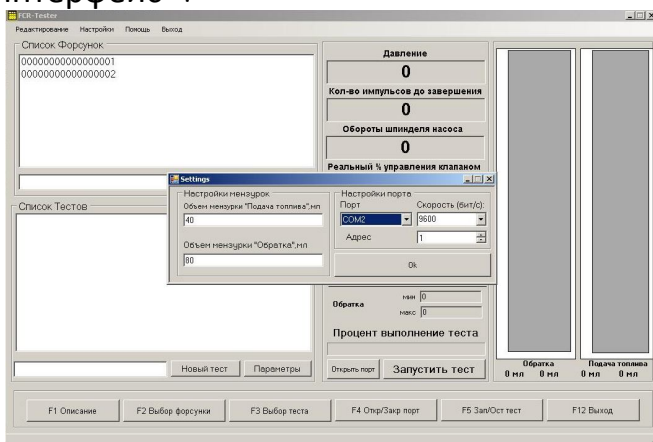 FCR-Tester
Редактирование Настройки Помощь Выход
Список Форсунок
00000000000000001
00000000000000002
Давление
0
Кол-во импульсов до завершения
0
Обороты шпинделя насоса
0
Реальный % управления клапаном
Settings
Настройки мензурок
Объем мензурки "Подача топлива",мл
40
Объем мензурки "Обратка",мл
80
Настройки порта
Порт Скорость (бит/с):
COM2 9600
Адрес 1
Ok
Список Тестов
Обратка мин 0
макс 0
Процент выполнение теста
Новый тест Параметры Открыть порт Запустить тест
Обратка Подача топлива
0 мл 0 мл 0 мл 0 мл
F1 Описание F2 Выбор форсунки F3 Выбор теста F4 Откр/Закр порт F5 Зап/Ост тест F12 Выход